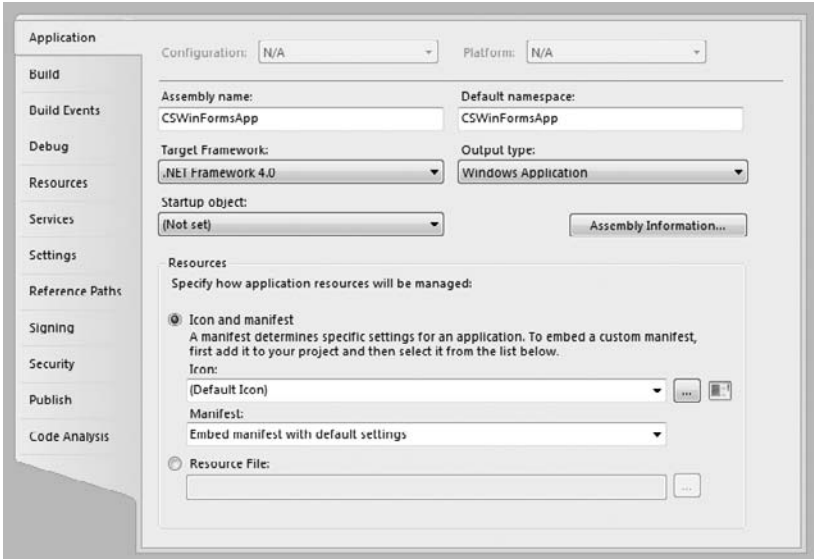 Application
Build
Build Events
Debug
Resources
Services
Settings
Reference Paths
Signing
Security
Publish
Code Analysis
Configuration: N/A Platform: N/A
Assembly name: Default namespace:
CSWinFormsApp CSWinFormsApp
Target Framework: Output type:
.NET Framework 4.0 Windows Application
Startup object:
(Not set) Assembly Information...
Resources
Specify how application resources will be managed:
Icon and manifest
A manifest determines specific settings for an application. To embed a custom manifest,
first add it to your project and then select it from the list below.
Icon:
(Default Icon) ...
Manifest:
Embed manifest with default settings
Resource File:
...